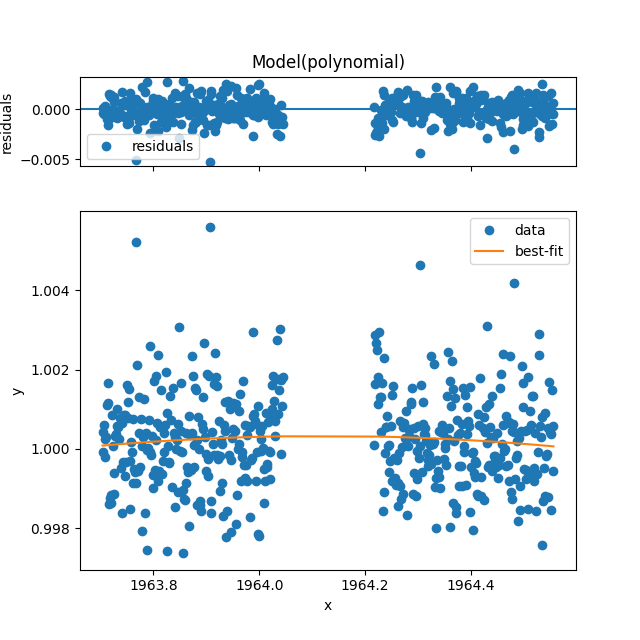 Model(polynomial)
residuals
0.000
−0.005
residuals
data
best-fit
y
1.004
1.002
1.000
0.998
1963.8
1964.0
1964.2
1964.4
x